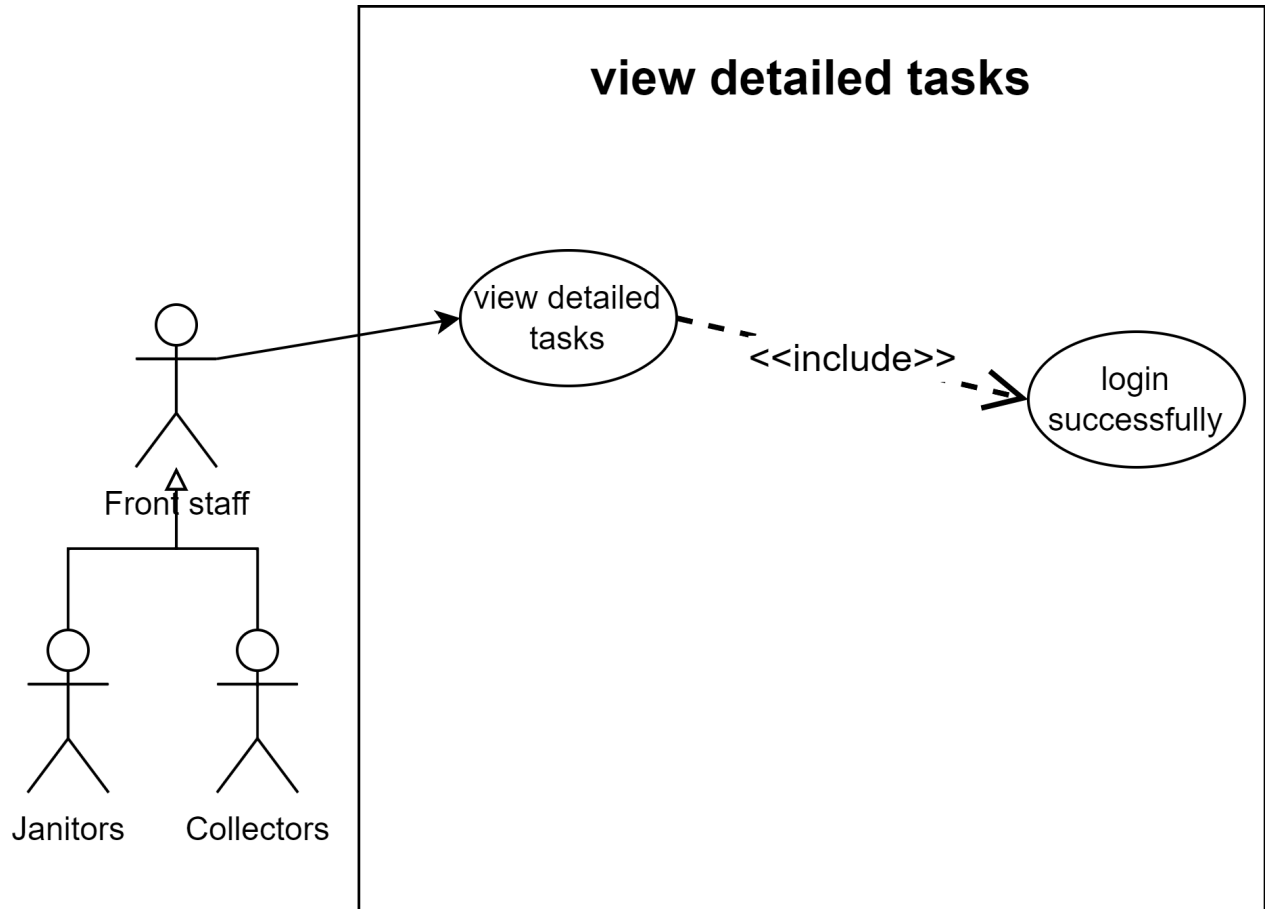 view detailed tasks
view detailed
tasks
<<include>>
login
successfully
Front staff
Janitors
Collectors